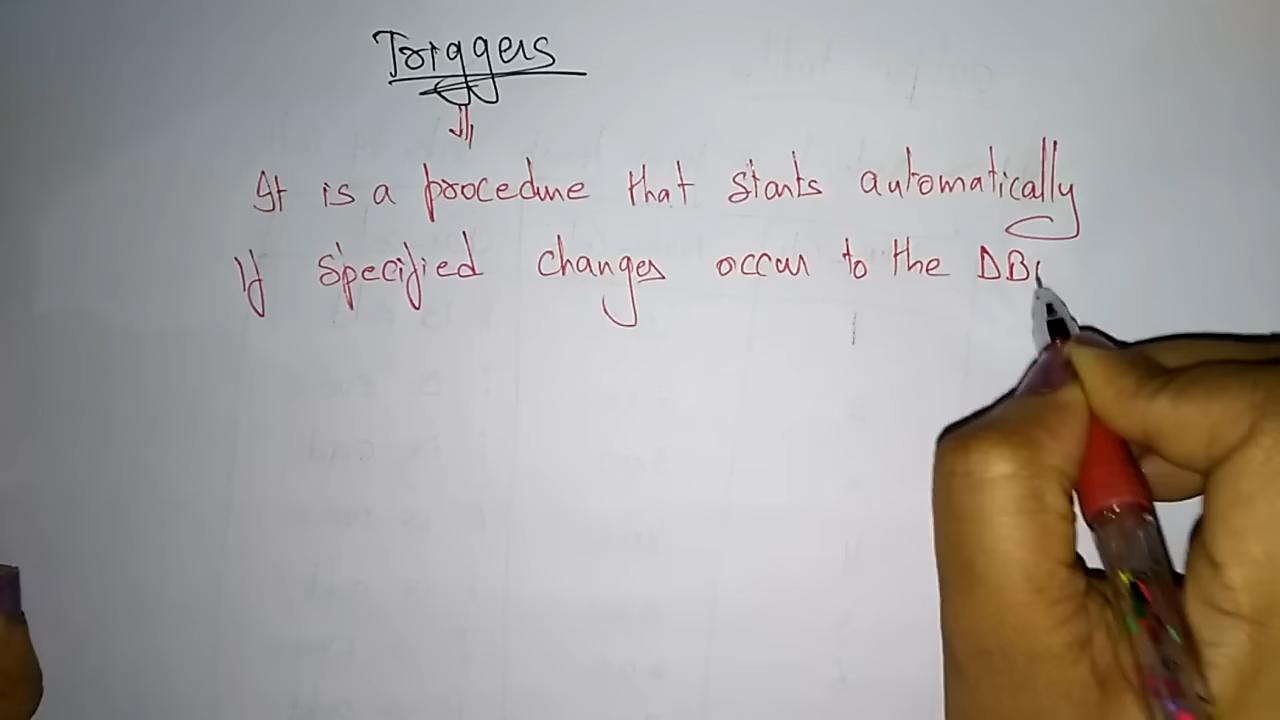 Triggers
It is a procedure that starts automatically
If specified changes occur to the DB